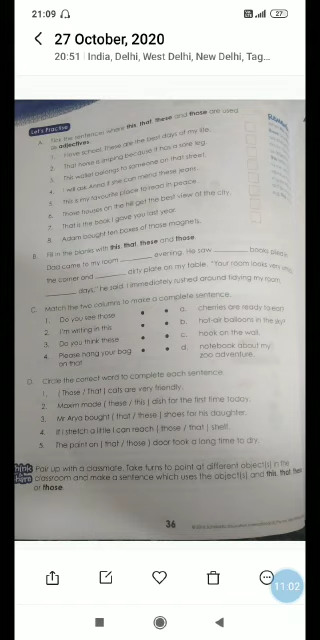 21:09
27
27 October, 2020
20:51 India, Delhi, West Delhi, New Delhi, Tag...
Let's Practise
A. Tick the sentences where this, that, these and those are used
as adjectives.
1. I love school. These are the best days of my life.
2. That horse is limping because it has a sore leg.
3. This wallet belongs to someone on that street.
4. I will ask Anna if she can mend these jeans.
5. This is my favourite place to read in peace.
6. Those houses on the hill get the best view of the city.
7. That is the book I gave you last year.
8. Adam bought ten boxes of those magnets.
B. Fill in the blanks with this, that, these and those.
Dad came to my room ______ evening. He saw ______ books
the corner and ______ dirty plate on my table. "Your room looks very
______ days," he said. I immediately rushed around tidying my room.
C. Match the two columns to make a complete sentence.
1. Do you see those • • a. cherries are ready to eat
2. I'm writing in this • • b. hot-air balloons in the sky
3. Do you think these • • c. hook on the wall.
4. Please hang your bag • • d. notebook about my
on that zoo adventure.
D. Circle the correct word to complete each sentence.
1. ( Those / That ) cats are very friendly.
2. Maxim made ( these / this ) dish for the first time today.
3. Mr Arya bought ( that / these ) shoes for his daughter.
4. If I stretch a little I can reach ( those / that ) shelf.
5. The paint on ( that / those ) door took a long time to dry.
Think Pair up with a classmate. Take turns to point at different object(s) in the
Share classroom and make a sentence which uses the object(s) and this, that, these
or those.
36
11:02